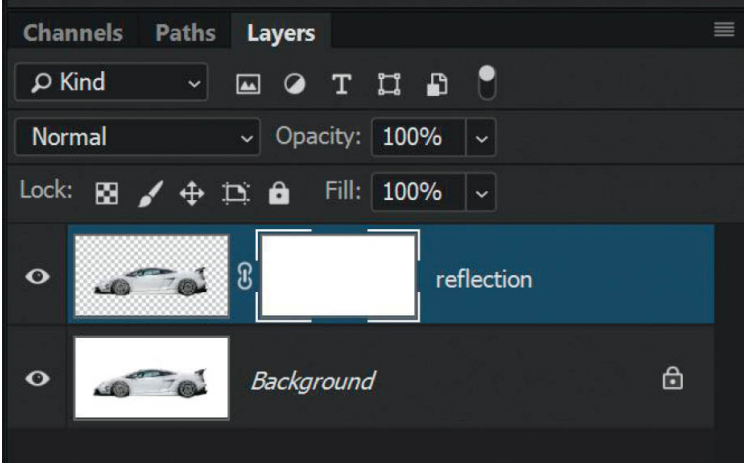 Channels Paths Layers
Kind
Normal Opacity: 100%
Lock: Fill: 100%
reflection
Background